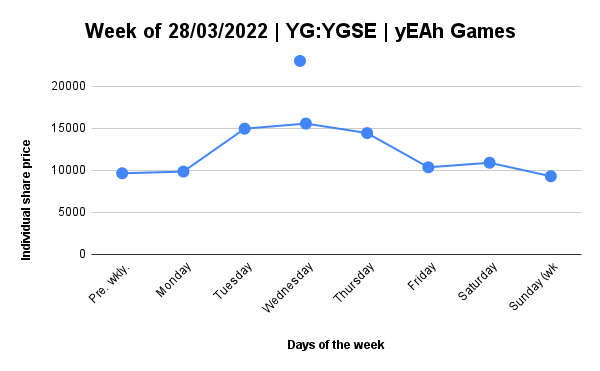 Week of 28/03/2022 | YG:YGSE | yEAh Games
20000
15000
10000
5000
0
Individual share price
Pre. wkly.
Monday
Tuesday
Wednesday
Thursday
Friday
Saturday
Sunday (wk
Days of the week